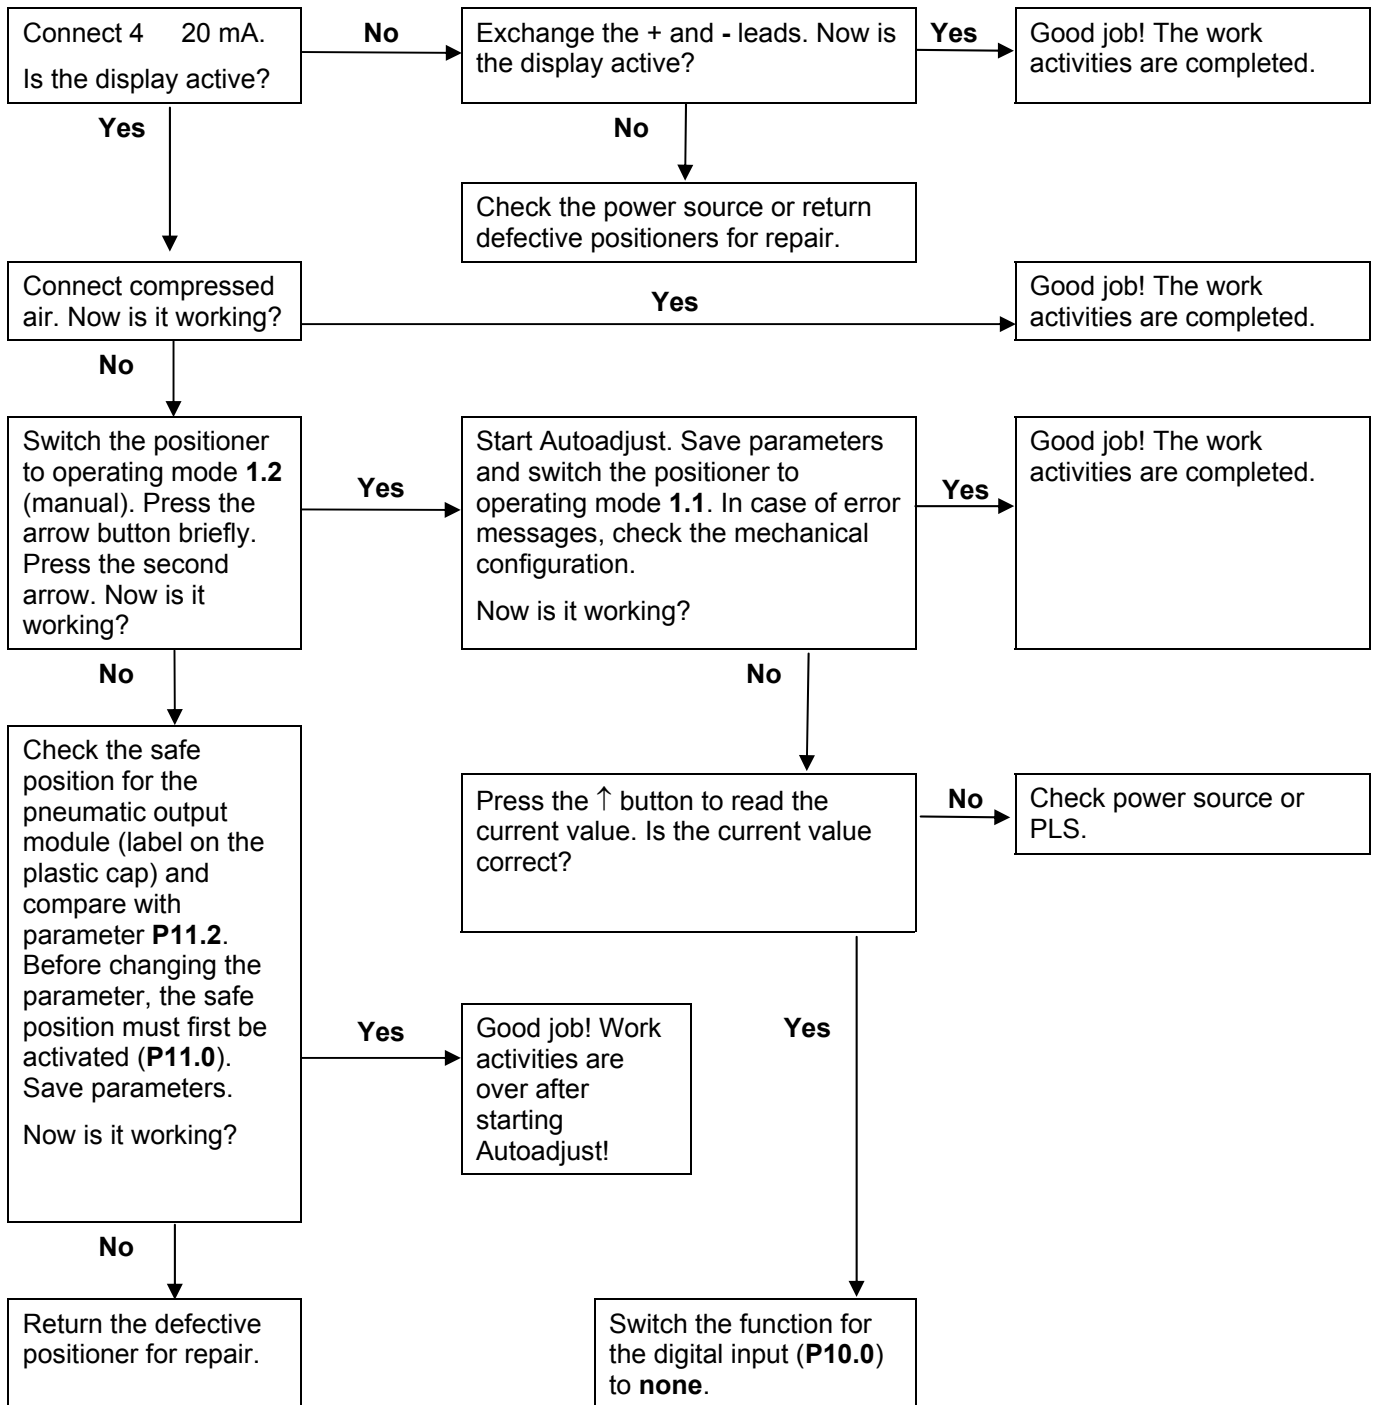 Connect 4 20 mA.
Is the display active?
No
Exchange the + and - leads. Now is
the display active?
Yes
Good job! The work
activities are completed.
Yes
No
Check the power source or return
defective positioners for repair.
Connect compressed
air. Now is it working?
Yes
Good job! The work
activities are completed.
No
Switch the positioner
to operating mode 1.2
(manual). Press the
arrow button briefly.
Press the second
arrow. Now is it
working?
Yes
Start Autoadjust. Save parameters
and switch the positioner to
operating mode 1.1. In case of error
messages, check the mechanical
configuration.
Now is it working?
Yes
Good job! The work
activities are completed.
No
No
Check the safe
position for the
pneumatic output
module (label on the
plastic cap) and
compare with
parameter P11.2.
Before changing the
parameter, the safe
position must first be
activated (P11.0).
Save parameters.
Now is it working?
Press the ↑ button to read the
current value. Is the current value
correct?
No
Check power source or
PLS.
Yes
Good job! Work
activities are
over after
starting
Autoadjust!
Yes
No
Return the defective
positioner for repair.
Switch the function for
the digital input (P10.0)
to none.